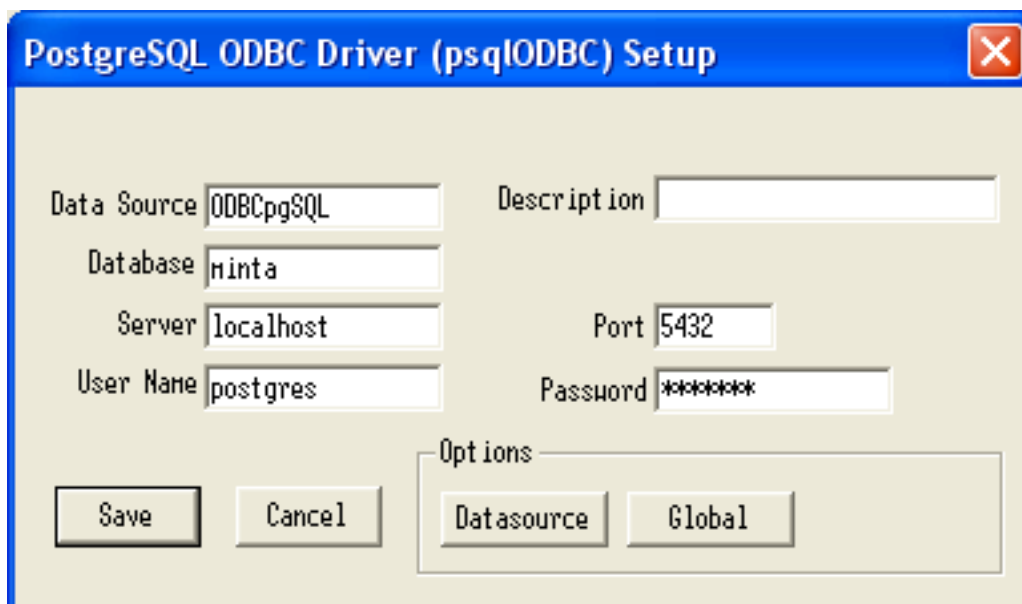 PostgreSQL ODBC Driver (psqlODBC) Setup
Data Source ODBCpgSQL
Description
Database minta
Server localhost
Port 5432
User Name postgres
Password *******
Options
Save
Cancel
Datasource
Global